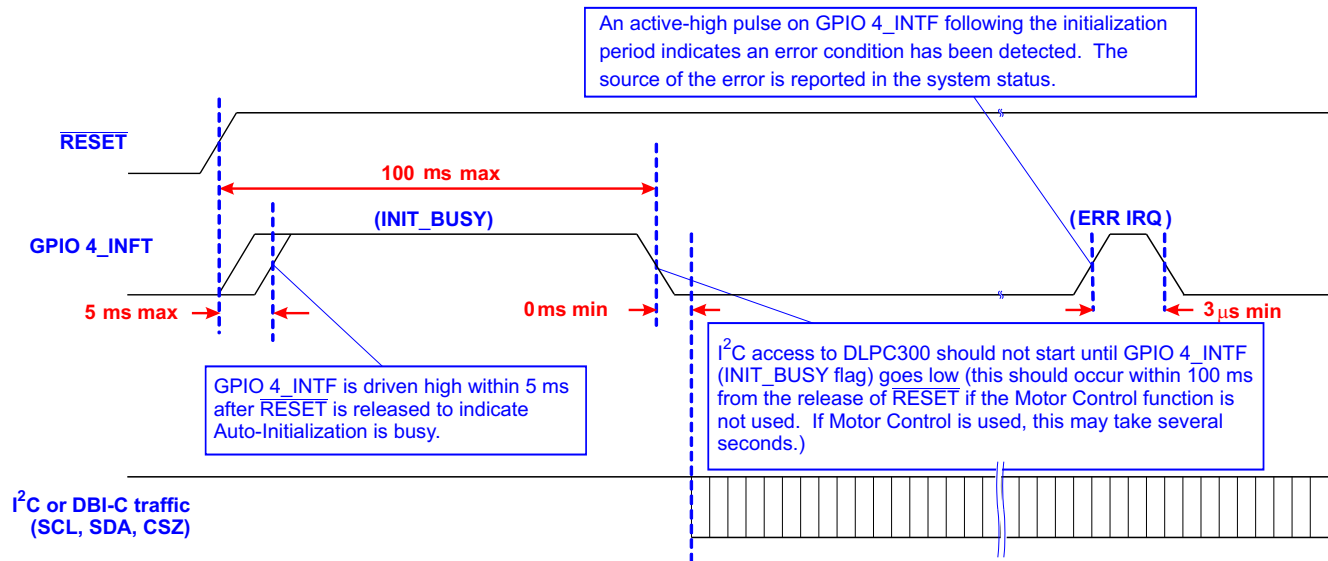 An active-high pulse on GPIO 4_INTF following the initialization
period indicates an error condition has been detected. The
source of the error is reported in the system status.
RESET
100 ms max
(INIT_BUSY)
(ERR IRQ)
GPIO 4_INFT
5 ms max
0 ms min
3 μs min
GPIO 4_INTF is driven high within 5 ms
after RESET is released to indicate
Auto-Initialization is busy.
I2C access to DLPC300 should not start until GPIO 4_INTF
(INIT_BUSY flag) goes low (this should occur within 100 ms
from the release of RESET if the Motor Control function is
not used. If Motor Control is used, this may take several
seconds.)
I2C or DBI-C traffic
(SCL, SDA, CSZ)